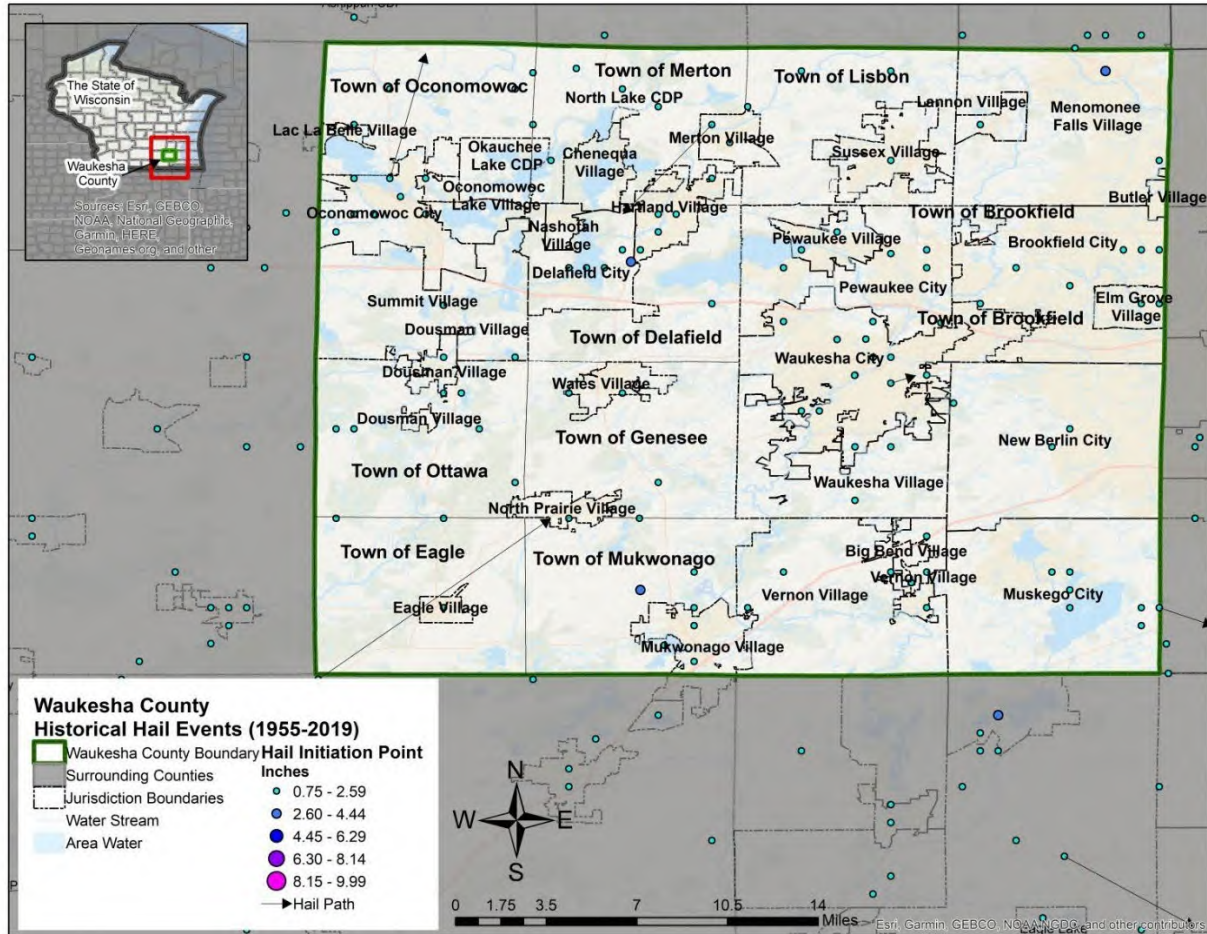 Ashippun CDP
The State of
Wisconsin
Waukesha
County
Sources: Esri, GEBCO,
NOAA, National Geographic,
Garmin, HERE,
Geonames.org, and other
Town of Oconomowoc
Town of Merton
Town of Lisbon
North Lake CDP
Lannon Village
Menomonee
Falls Village
Lac La Belle Village
Okauchee
Lake CDP
Chenequa
Village
Merton Village
Sussex Village
Oconomowoc
Lake Village
Butler Village
Oconomowoc City
Hartland Village
Town of Brookfield
Nashotah
Village
Pewaukee Village
Brookfield City
Delafield City
Pewaukee City
Summit Village
Elm Grove
Village
Dousman Village
Town of Delafield
Town of Brookfield
Waukesha City
Dousman Village
Wales Village
Dousman Village
Town of Genesee
New Berlin City
Town of Ottawa
Waukesha Village
North Prairie Village
Town of Eagle
Town of Mukwonago
Big Bend Village
Vernon Village
Eagle Village
Vernon Village
Muskego City
Mukwonago Village
Waukesha County
Historical Hail Events (1955-2019)
Waukesha County Boundary
Surrounding Counties
Jurisdiction Boundaries
Water Stream
Area Water
Hail Initiation Point
Inches
0.75 - 2.59
2.60 - 4.44
4.45 - 6.29
6.30 - 8.14
8.15 - 9.99
Hail Path
N
W E
S
0 1.75 3.5 7 10.5 14
Miles
Esri, Garmin, GEBCO, NOAA NGDC, and other contributors
Eagle Lake